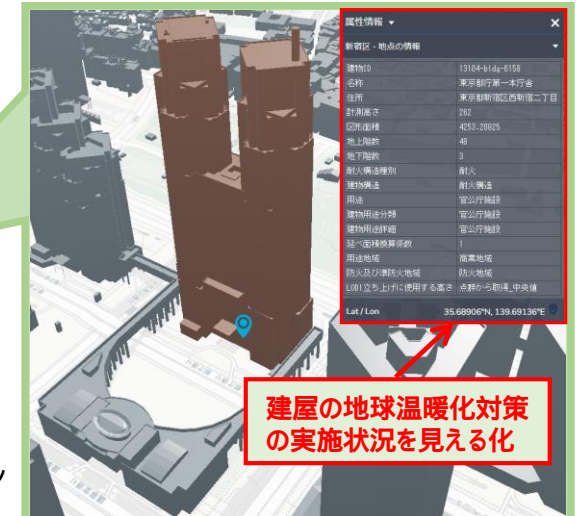 属性情報
新宿区 - 地点の情報
建物ID 13104-bldg-6158
名称 東京都庁第一本庁舎
住所 東京都新宿区西新宿二丁目
計測高さ 262
図形面積 4253.20825
地上階数 48
地下階数 3
耐火構造種別 耐火
建物構造 耐火構造
用途 官公庁施設
建物用途分類 官公庁施設
建物用途詳細 官公庁施設
延べ面積換算係数 1
用途地域 商業地域
防火及び準防火地域 防火地域
LOD1立ち上げに使用する高さ 点群から取得_中央値
Lat / Lon 35.68906°N, 139.69136°E
建屋の地球温暖化対策
の実施状況を見える化